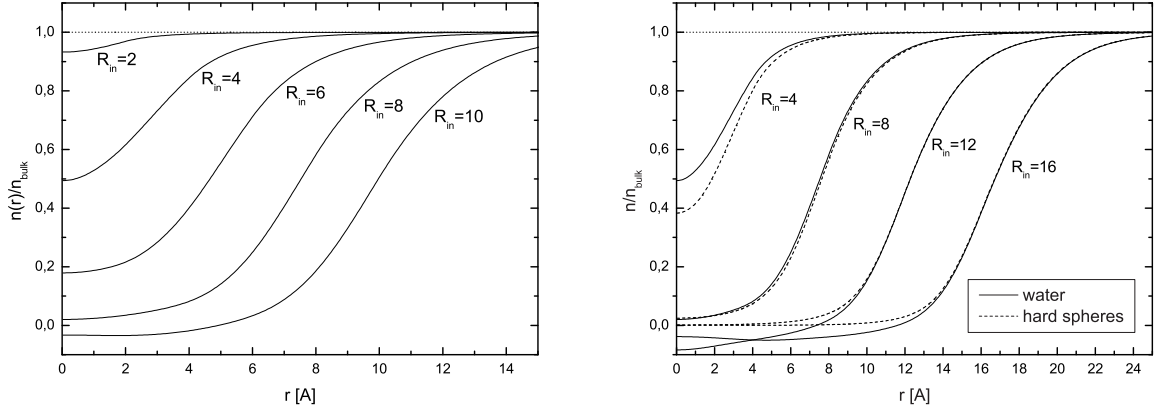 1,0
0,8
0,6
0,4
0,2
0,0
n(r)/n_bulk
R_in=2
R_in=4
R_in=6
R_in=8
R_in=10
0 2 4 6 8 10 12 14
r [A]
1,0
0,8
0,6
0,4
0,2
0,0
n/n_bulk
R_in=4
R_in=8
R_in=12
R_in=16
water
hard spheres
0 2 4 6 8 10 12 14 16 18 20 22 24
r [A]